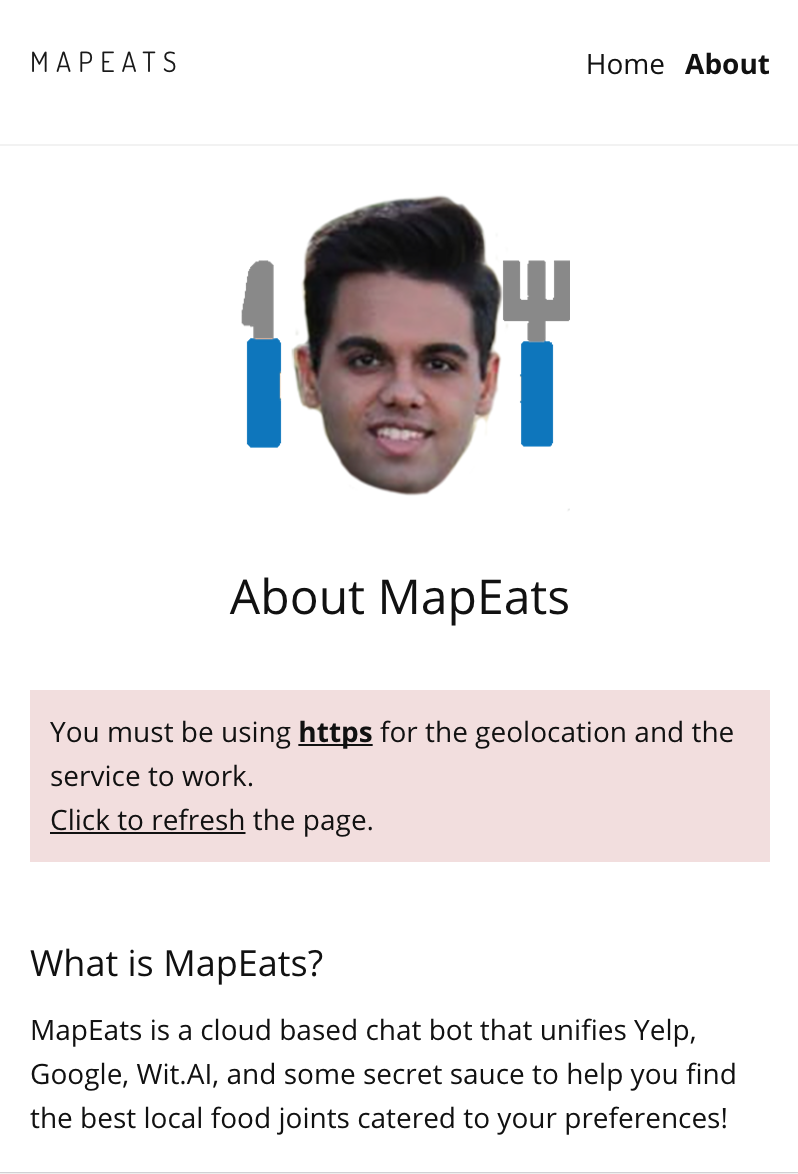 MAPEATS
Home About
About MapEats
You must be using https for the geolocation and the
service to work.
Click to refresh the page.
What is MapEats?
MapEats is a cloud based chat bot that unifies Yelp,
Google, Wit.AI, and some secret sauce to help you find
the best local food joints catered to your preferences!